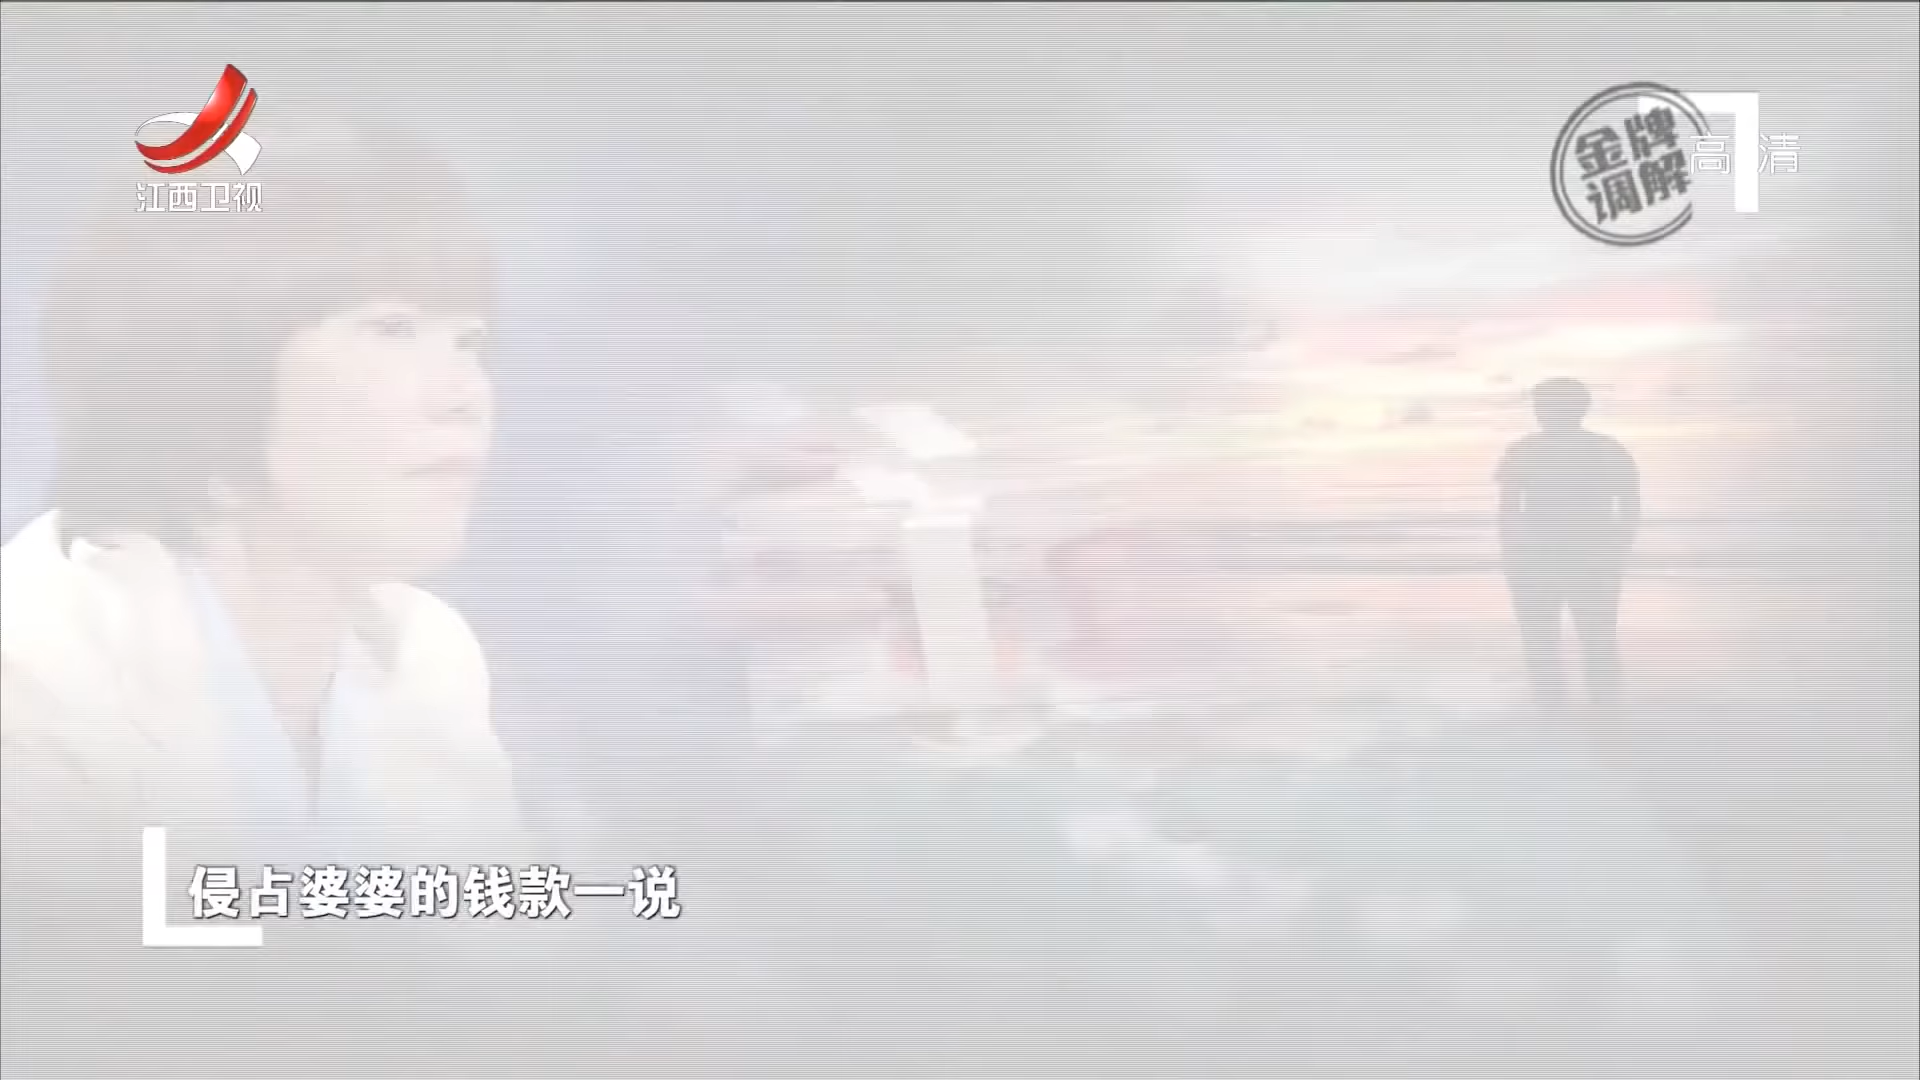 江西卫视
金牌
调解
高清
侵占婆婆的钱款一说